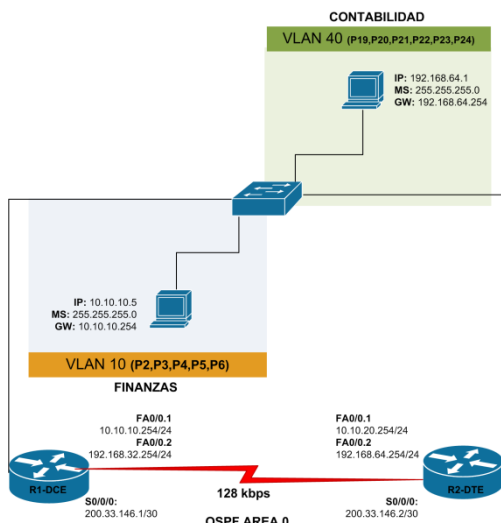 CONTABILIDAD
VLAN 40 (P19,P20,P21,P22,P23,P24)
IP: 192.168.64.1
MS: 255.255.255.0
GW: 192.168.64.254
IP: 10.10.10.5
MS: 255.255.255.0
GW: 10.10.10.254
VLAN 10 (P2,P3,P4,P5,P6)
FINANZAS
FA0/0.1
10.10.10.254/24
FA0/0.2
192.168.32.254/24
FA0/0.1
10.10.20.254/24
FA0/0.2
192.168.64.254/24
R1-DCE
128 kbps
R2-DTE
S0/0/0:
200.33.146.1/30
S0/0/0:
200.33.146.2/30
OSPF AREA 0